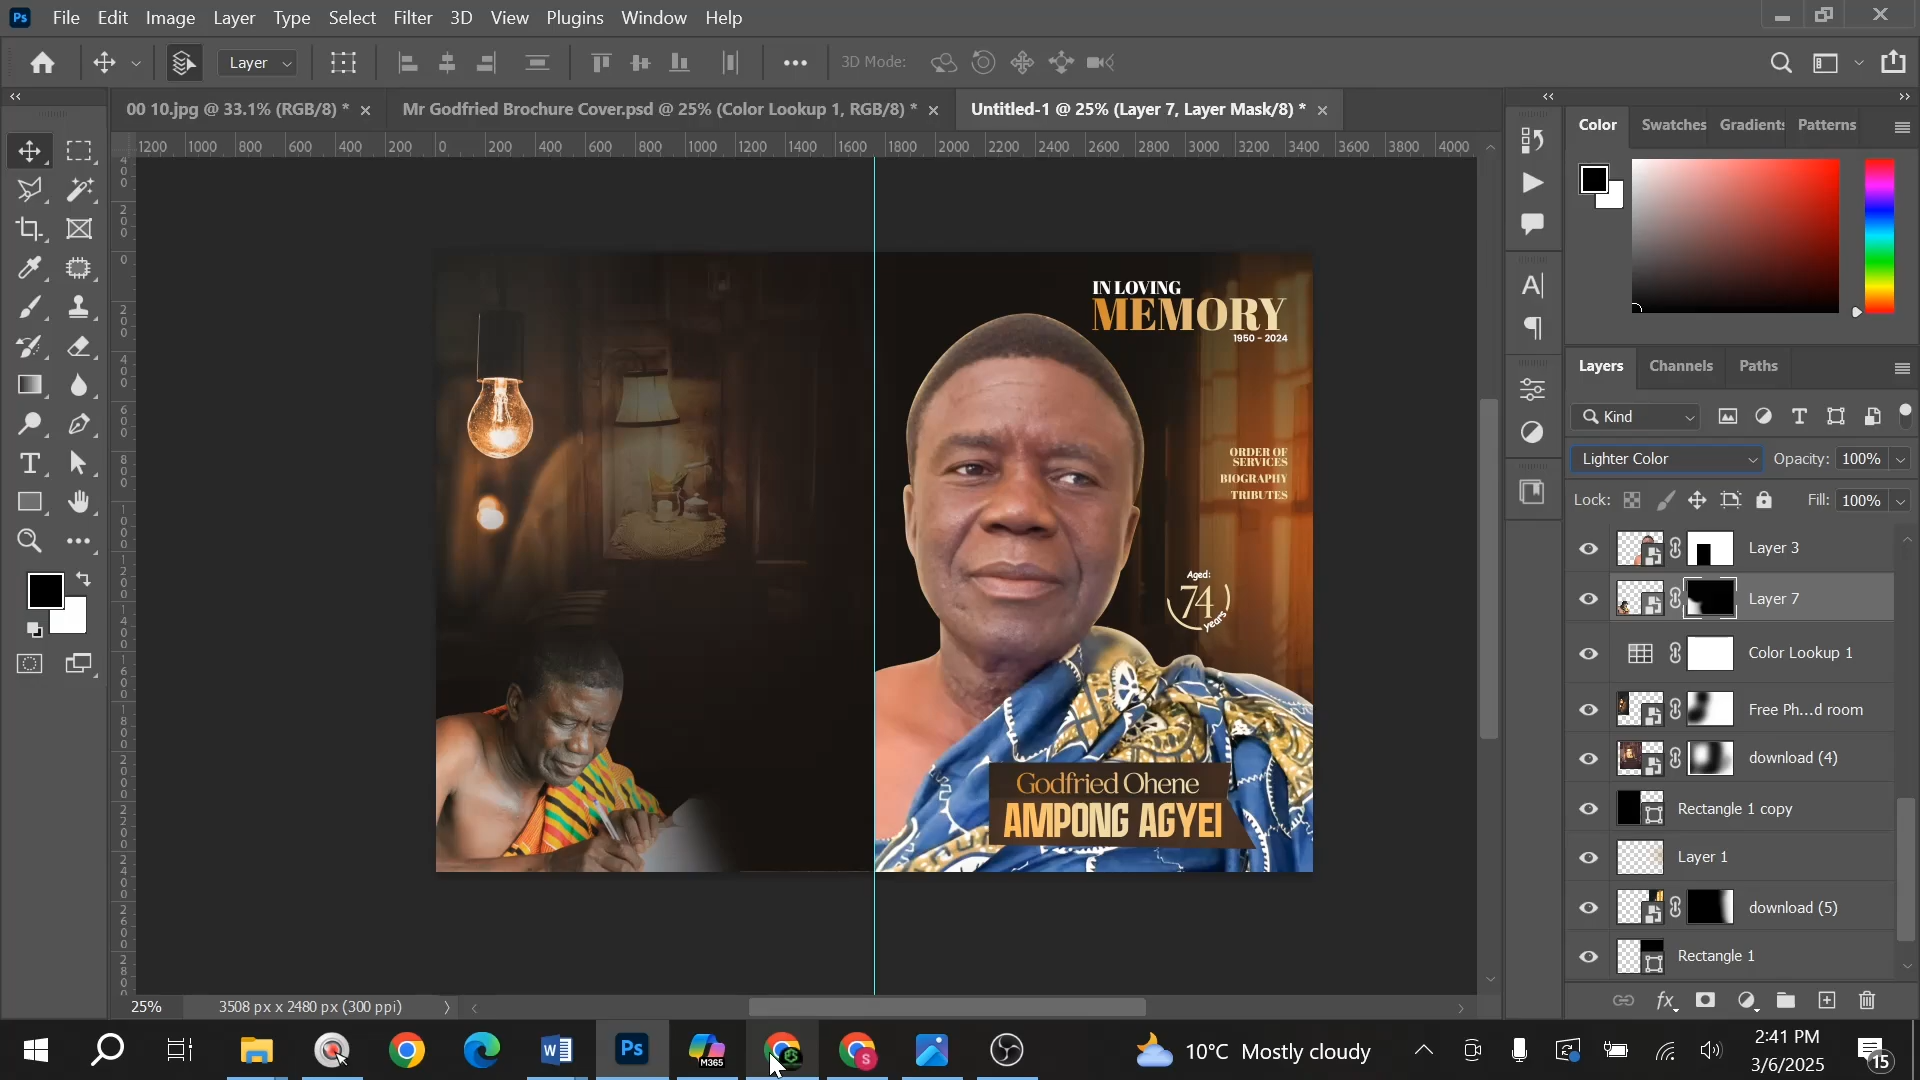 File Edit Image Layer Type Select Filter 3D View Plugins Window Help
Layer 3D Mode:
00 10.jpg @ 33.1% (RGB/8) * Mr Godfried Brochure Cover.psd @ 25% (Color Lookup 1, RGB/8) * Untitled-1 @ 25% (Layer 7, Layer Mask/8) *
1200 1000 800 600 400 200 0 200 400 600 800 1000 1200 1400 1600 1800 2000 2200 2400 2600 2800 3000 3200 3400 3600 3800 4000
Color Swatches Gradients Patterns
IN LOVING
MEMORY
1950 - 2024
ORDER OF
SERVICES
BIOGRAPHY
TRIBUTES
Aged:
74
years
Godfried Ohene
AMPONG AGYEI
Layers Channels Paths
Kind
Lighter Color Opacity: 100%
Lock: Fill: 100%
Layer 3
Layer 7
Color Lookup 1
Free Ph...d room
download (4)
Rectangle 1 copy
Layer 1
download (5)
Rectangle 1
25% 3508 px x 2480 px (300 ppi)
M365
10°C Mostly cloudy
2:41 PM
3/6/2025
15